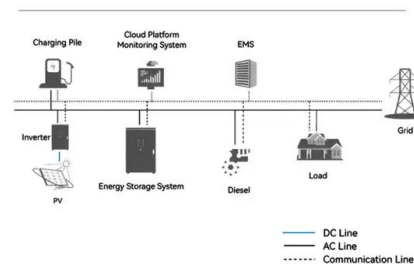 Charging Pile
Cloud Platform
Monitoring System
EMS
Grid
Inverter
PV
Energy Storage System
Diesel
Load
DC Line
AC Line
Communication Line